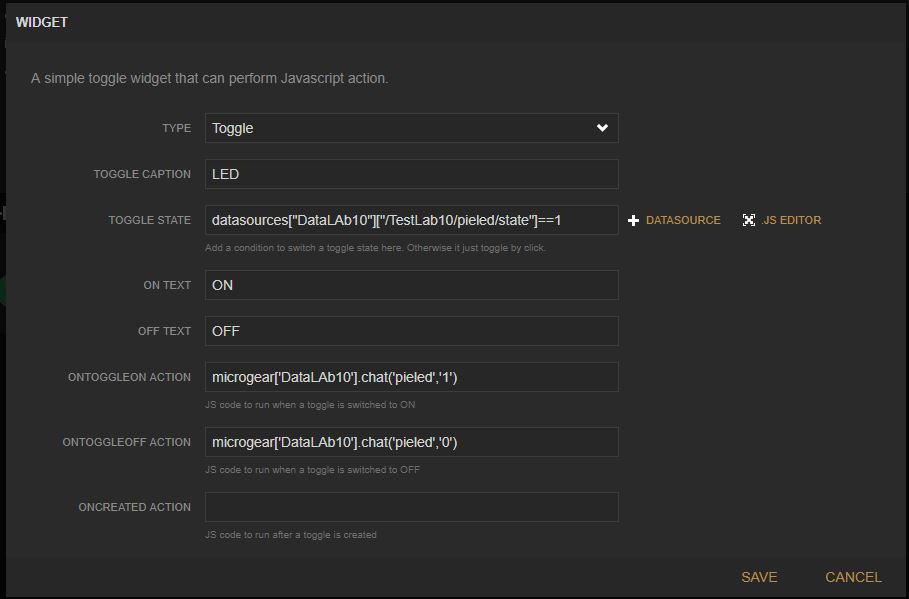 WIDGET
A simple toggle widget that can perform Javascript action.
TYPE Toggle
TOGGLE CAPTION LED
TOGGLE STATE datasources["DataLAb10"]["/TestLab10/pieled/state"]==1 DATASOURCE .JS EDITOR
Add a condition to switch a toggle state here. Otherwise it just toggle by click.
ON TEXT ON
OFF TEXT OFF
ONTOGGLEON ACTION microgear['DataLAb10'].chat('pieled','1')
JS code to run when a toggle is switched to ON
ONTOGGLEOFF ACTION microgear['DataLAb10'].chat('pieled','0')
JS code to run when a toggle is switched to OFF
ONCREATED ACTION
JS code to run after a toggle is created
SAVE CANCEL